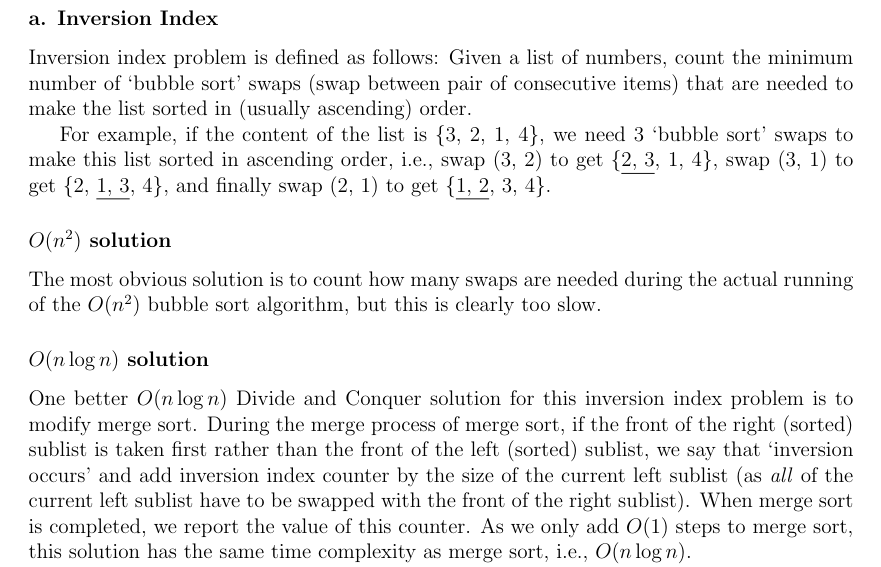 a. Inversion Index
Inversion index problem is defined as follows: Given a list of numbers, count the minimum
number of ‘bubble sort’ swaps (swap between pair of consecutive items) that are needed to
make the list sorted in (usually ascending) order.
For example, if the content of the list is {3, 2, 1, 4}, we need 3 ‘bubble sort’ swaps to
make this list sorted in ascending order, i.e., swap (3, 2) to get {2, 3, 1, 4}, swap (3, 1) to
get {2, 1, 3, 4}, and finally swap (2, 1) to get {1, 2, 3, 4}.
O(n²) solution
The most obvious solution is to count how many swaps are needed during the actual running
of the O(n²) bubble sort algorithm, but this is clearly too slow.
O(n log n) solution
One better O(n log n) Divide and Conquer solution for this inversion index problem is to
modify merge sort. During the merge process of merge sort, if the front of the right (sorted)
sublist is taken first rather than the front of the left (sorted) sublist, we say that ‘inversion
occurs’ and add inversion index counter by the size of the current left sublist (as all of the
current left sublist have to be swapped with the front of the right sublist). When merge sort
is completed, we report the value of this counter. As we only add O(1) steps to merge sort,
this solution has the same time complexity as merge sort, i.e., O(n log n).